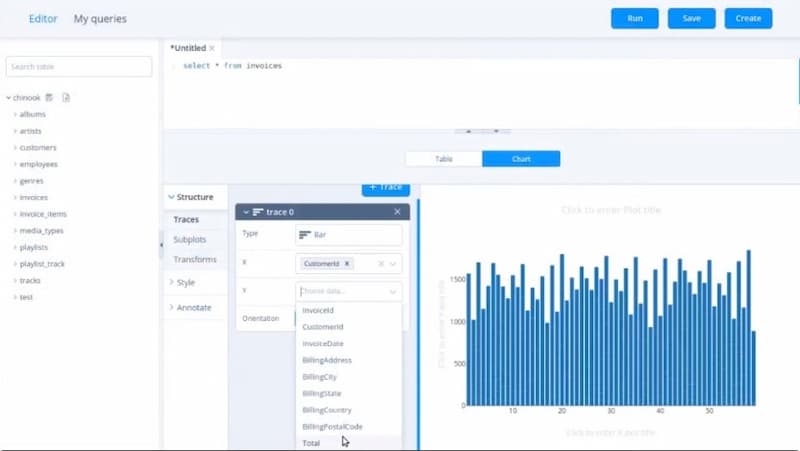 Editor
My queries
Run
Save
Create
Search table
chinook
albums
artists
customers
employees
genres
invoices
invoice_items
media_types
playlists
playlist_track
tracks
test
*Untitled
select * from invoices
Table
Chart
Structure
Traces
Subplots
Transforms
Style
Annotate
+ Trace
trace 0
Type
Bar
X
CustomerId
Y
Choose data...
Orientation
InvoiceId
CustomerId
InvoiceDate
BillingAddress
BillingCity
BillingState
BillingCountry
BillingPostalCode
Total
Click to enter Plot title
Click to enter Y axis title
1500
1000
500
0
10
20
30
40
50
Click to enter X axis title